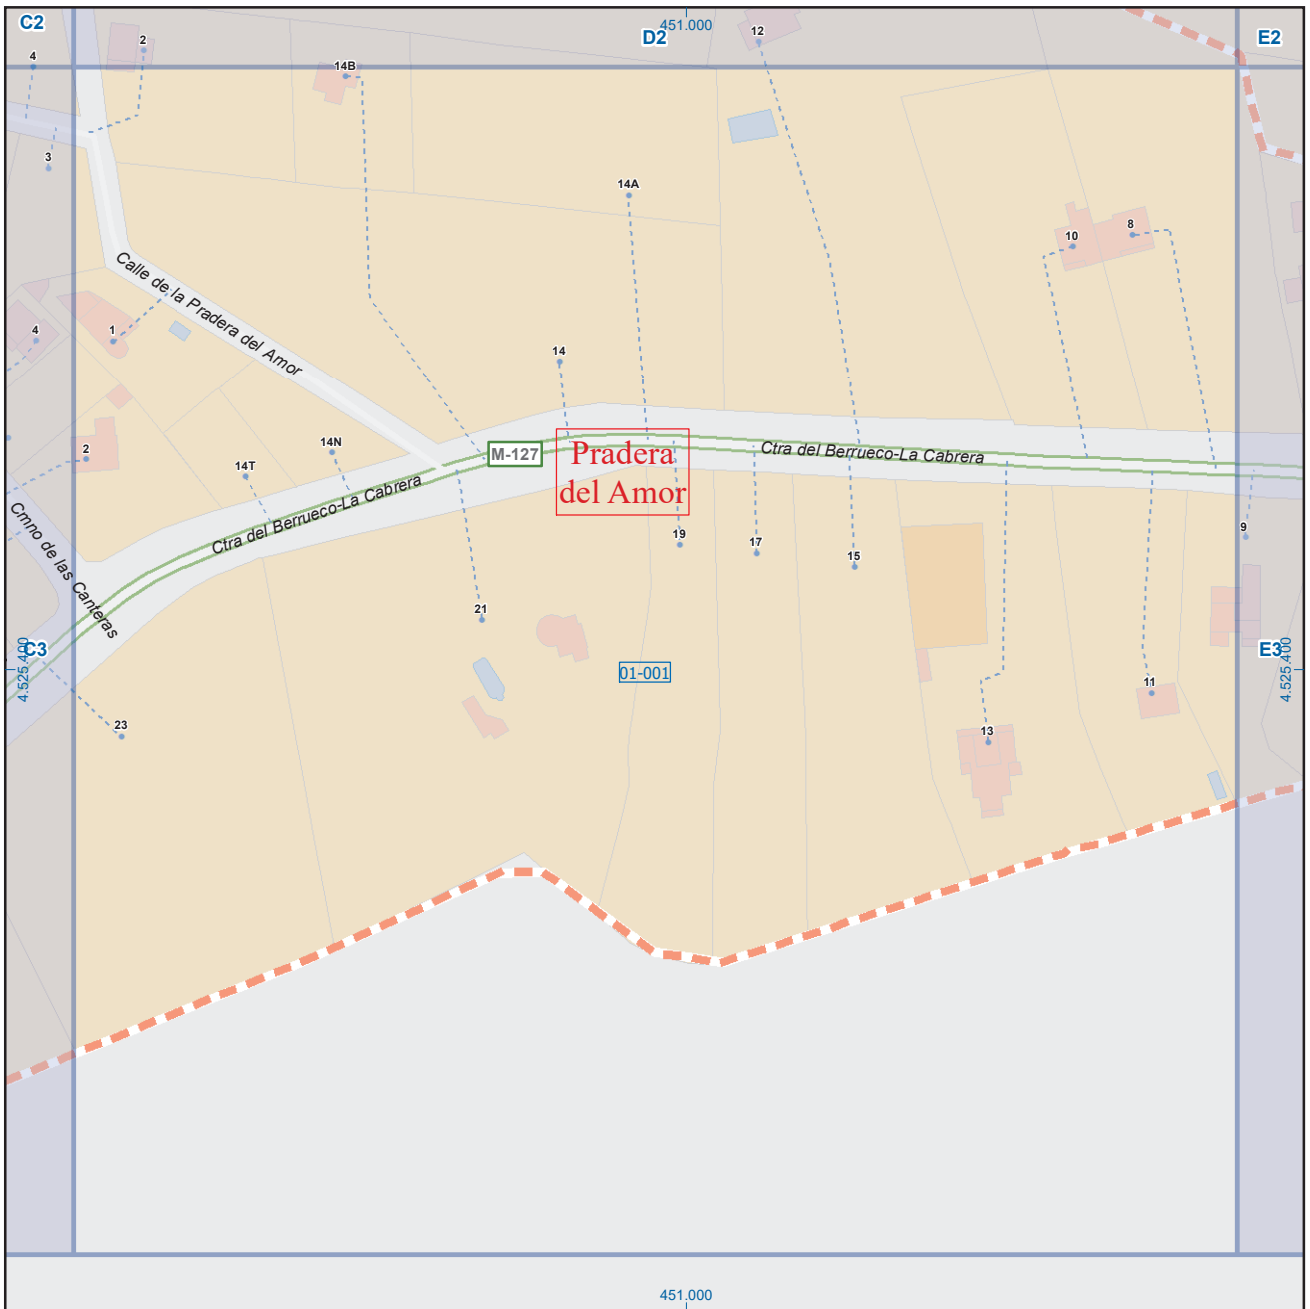 C2
451.000
D2
E2
2
12
4
14B
3
14A
8
10
Calle de la Pradera del Amor
4
1
14
2
14N
14T
M-127
Pradera
del Amor
Ctra del Berrueco-La Cabrera
Ctra del Berrueco-La Cabrera
Cmno de las Canteras
19
17
15
9
21
C3
4.525.400
01-001
E3
4.525.400
11
23
13
451.000